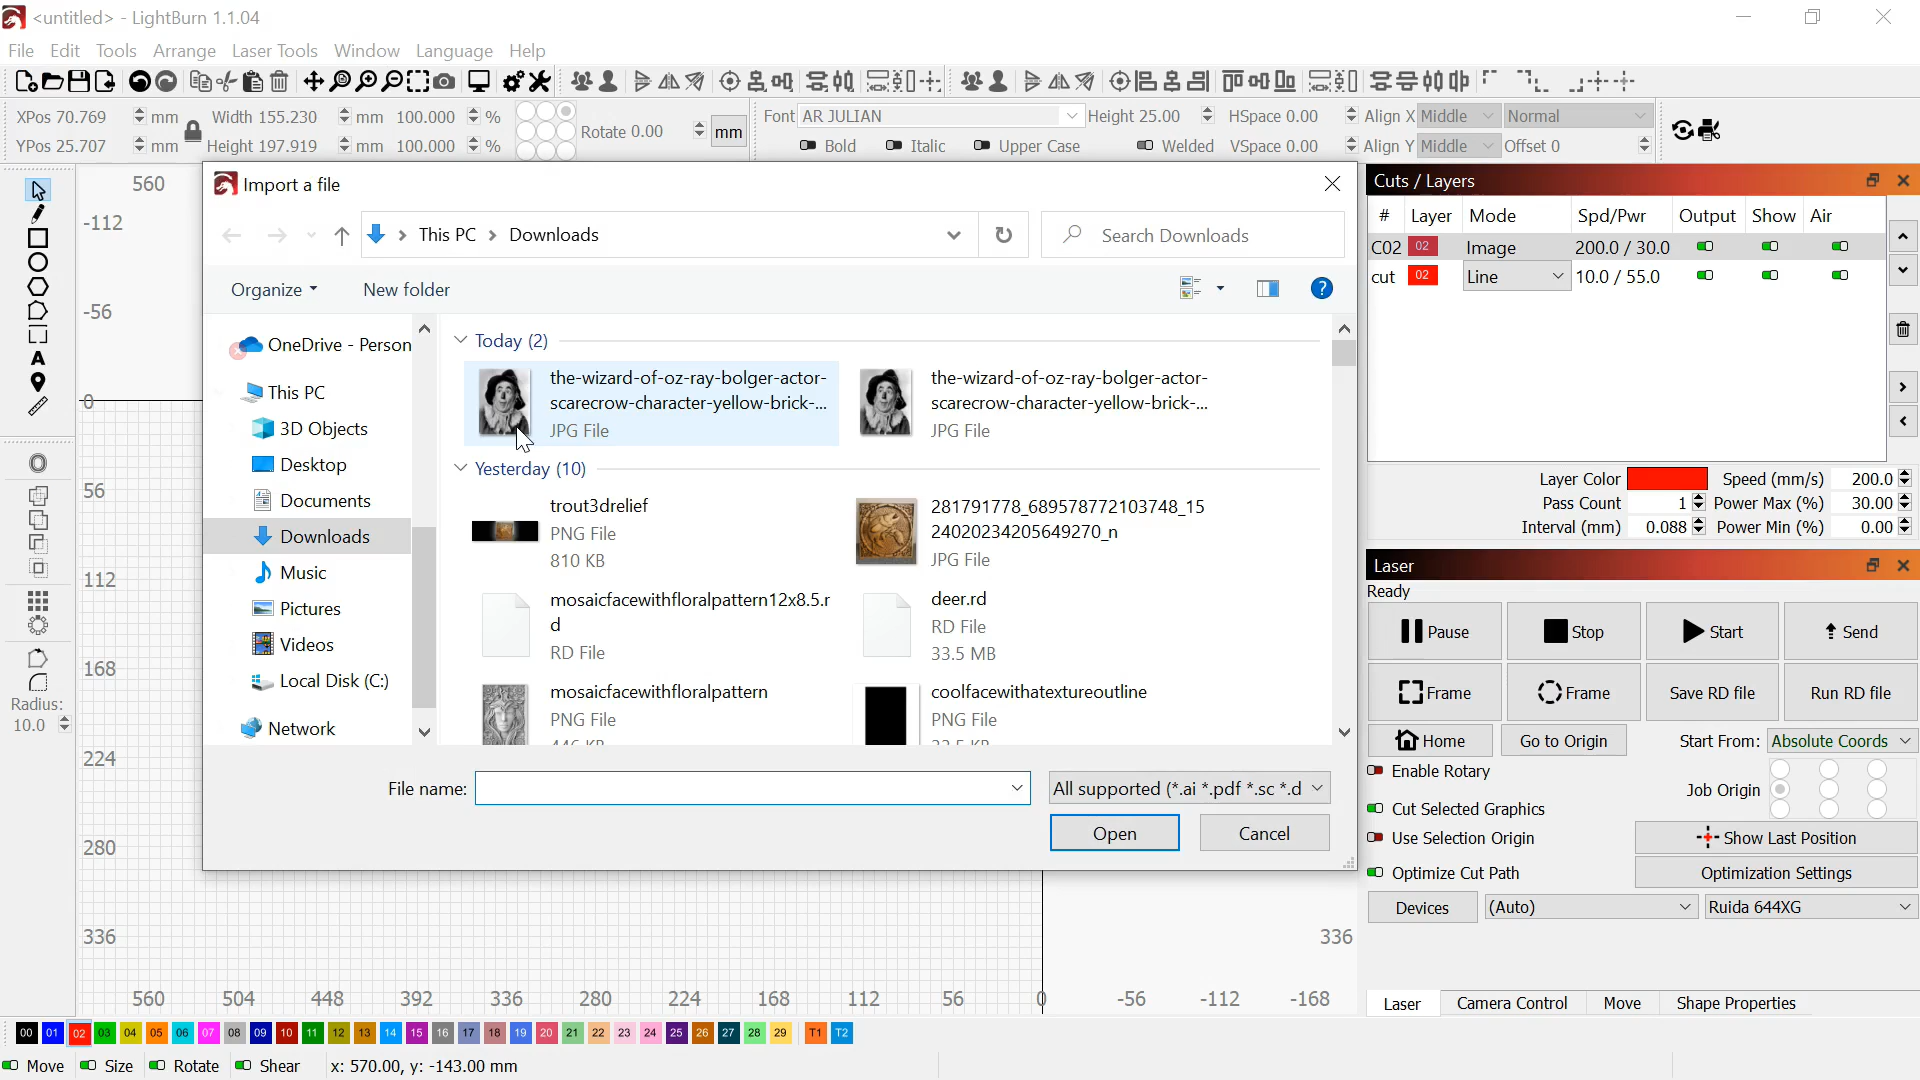 <untitled> - LightBurn 1.1.04
File Edit Tools Arrange Laser Tools Window Language Help
XPos 70.769 mm Width 155.230 mm 100.000 %
YPos 25.707 mm Height 197.919 mm 100.000 %
Rotate 0.00 mm
Font AR JULIAN Height 25.00 HSpace 0.00 Align X Middle Normal
Bold Italic Upper Case Welded VSpace 0.00 Align Y Middle Offset 0
Import a file
This PC Downloads
Search Downloads
Organize New folder
OneDrive - Person
This PC
3D Objects
Desktop
Documents
Downloads
Music
Pictures
Videos
Local Disk (C:)
Network
Today (2)
the-wizard-of-oz-ray-bolger-actor-
scarecrow-character-yellow-brick-...
JPG File
the-wizard-of-oz-ray-bolger-actor-
scarecrow-character-yellow-brick-...
JPG File
Yesterday (10)
trout3drelief
PNG File
810 KB
281791778_689578772103748_15
24020234205649270_n
JPG File
mosaicfacewithfloralpattern12x8.5.r
d
RD File
deer.rd
RD File
33.5 MB
mosaicfacewithfloralpattern
PNG File
coolfacewithatextureoutline
PNG File
File name:
All supported (*.ai *.pdf *.sc *.d
Open Cancel
560
-112
-56
0
56
112
168
224
280
336
336
560 504 448 392 336 280 224 168 112 56 0 -56 -112 -168
Cuts / Layers
# Layer Mode Spd/Pwr Output Show Air
C02 02 Image 200.0 / 30.0
cut 02 Line 10.0 / 55.0
Layer Color Speed (mm/s) 200.0
Pass Count 1 Power Max (%) 30.00
Interval (mm) 0.088 Power Min (%) 0.00
Laser
Ready
Pause Stop Start Send
Frame Frame Save RD file Run RD file
Home Go to Origin Start From: Absolute Coords
Enable Rotary
Job Origin
Cut Selected Graphics
Use Selection Origin
Show Last Position
Optimize Cut Path
Optimization Settings
Devices (Auto) Ruida 644XG
Laser Camera Control Move Shape Properties
Radius:
10.0
00 01 02 03 04 05 06 07 08 09 10 11 12 13 14 15 16 17 18 19 20 21 22 23 24 25 26 27 28 29 T1 T2
Move Size Rotate Shear x: 570.00, y: -143.00 mm